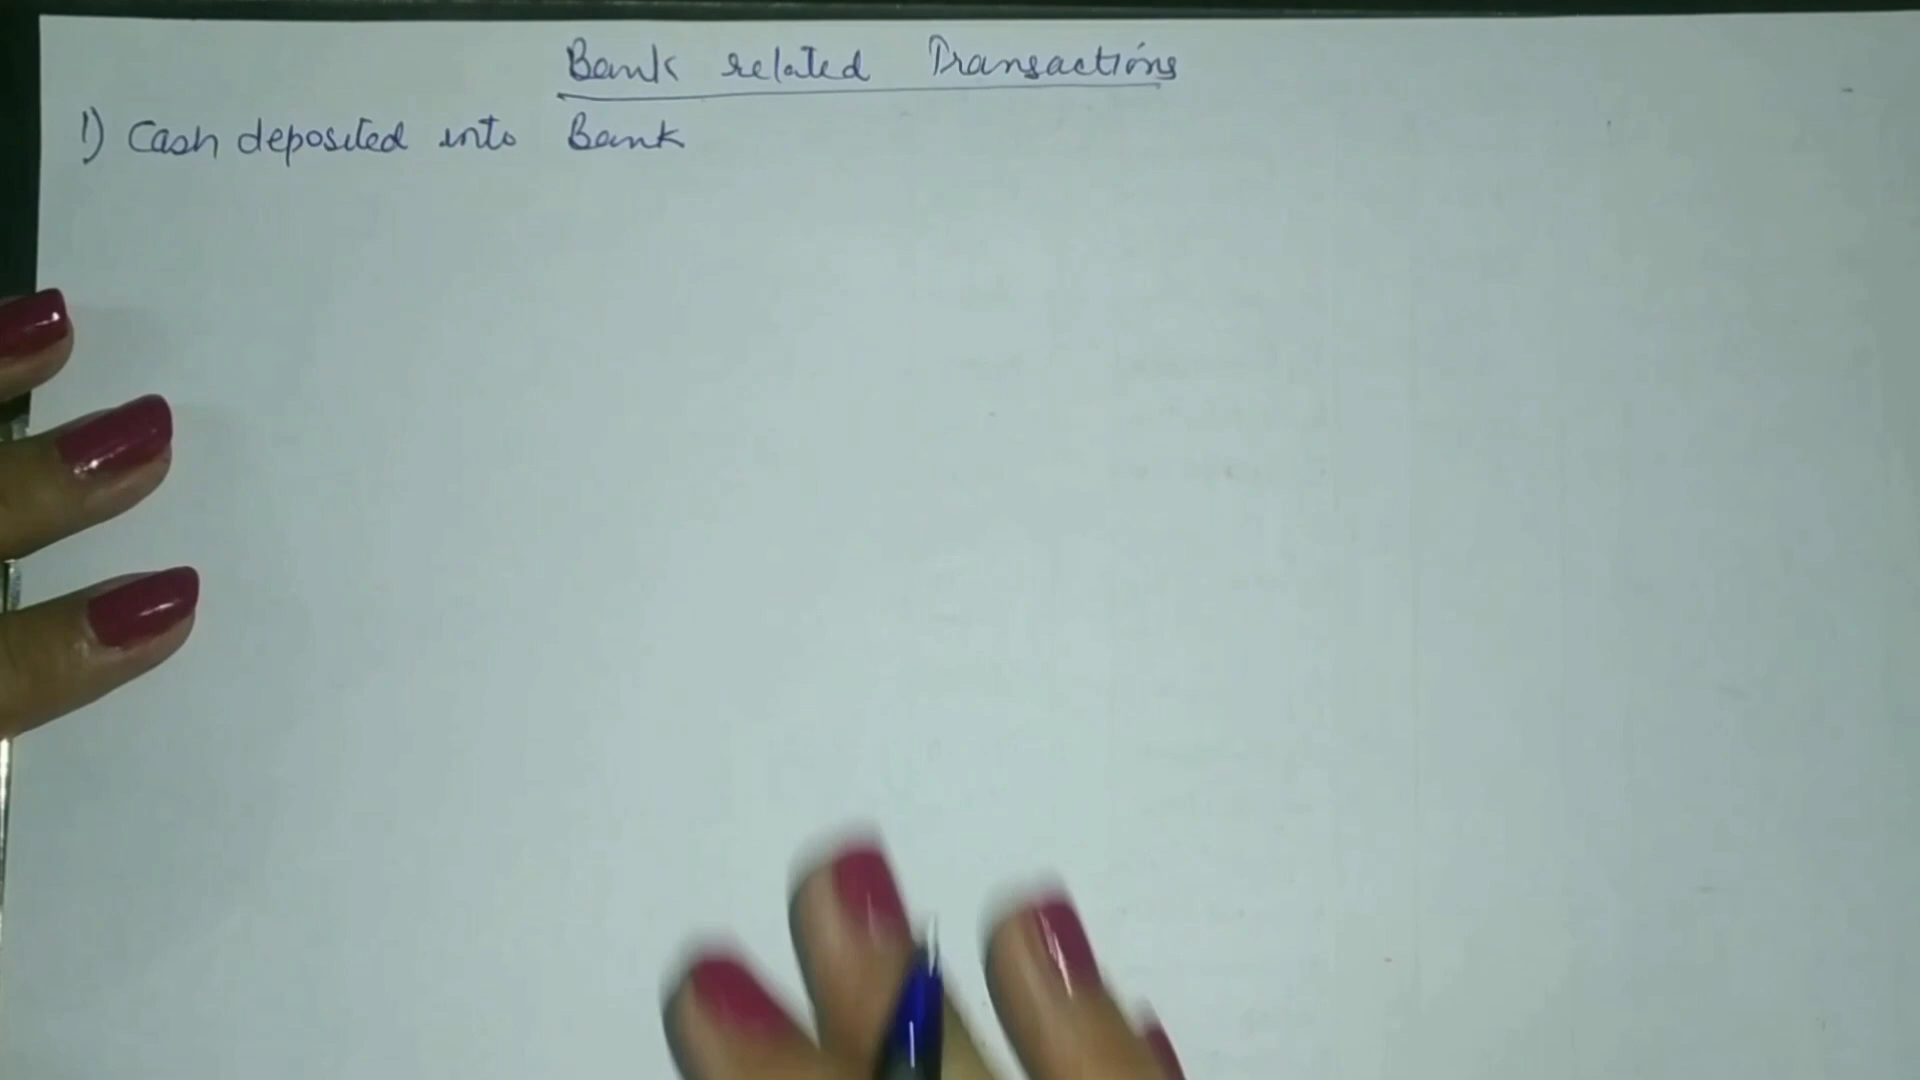 Bank related Transactions
1) Cash deposited into Bank